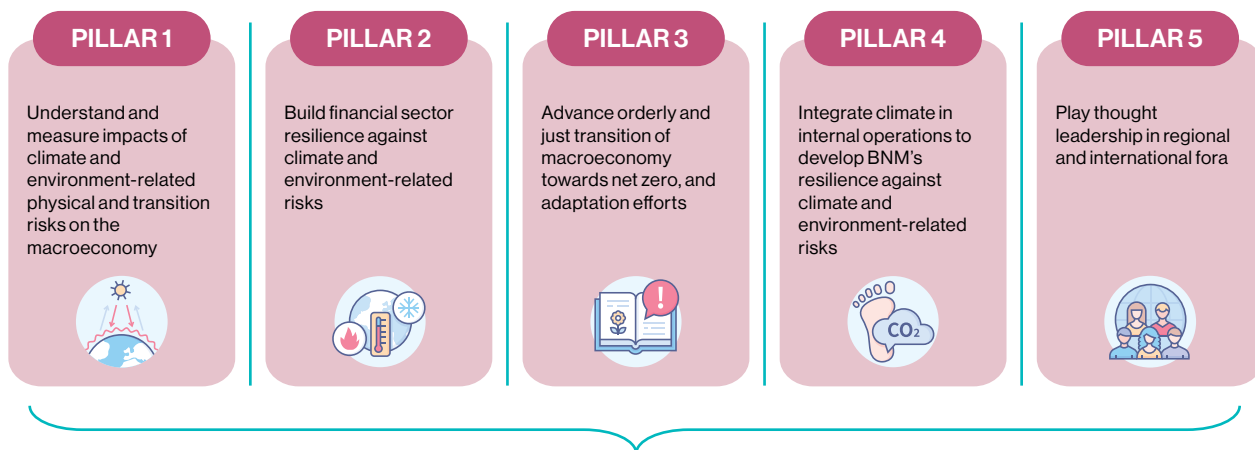 PILLAR 1
Understand and
measure impacts of
climate and
environment-related
physical and transition
risks on the
macroeconomy
PILLAR 2
Build financial sector
resilience against
climate and
environment-related
risks
PILLAR 3
Advance orderly and
just transition of
macroeconomy
towards net zero, and
adaptation efforts
!
PILLAR 4
Integrate climate in
internal operations to
develop BNM’s
resilience against
climate and
environment-related
risks
CO₂
PILLAR 5
Play thought
leadership in regional
and international fora